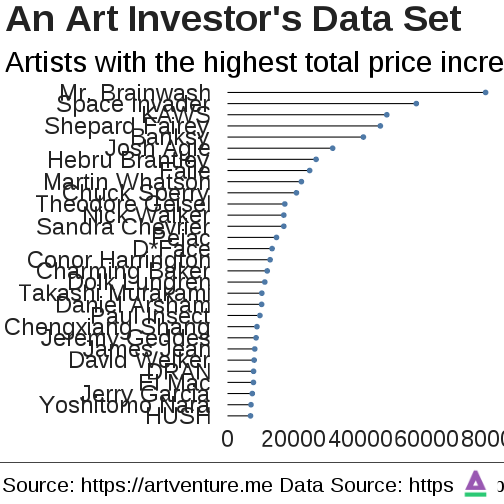 An Art Investor's Data Set
Artists with the highest total price incre
Mr. Brainwash
Space Invader
KAWS
Shepard Fairey
Banksy
Josh Agle
Hebru Brantley
Faile
Martin Whatson
Chuck Sperry
Theodore Geisel
Nick Walker
Sandra Chevrier
Pejac
D*Face
Conor Harrington
Charming Baker
Dolk Lundgren
Takashi Murakami
Daniel Arsham
Paul Insect
Chengxiang Shang
Jeremy Geddes
James Jean
David Welker
DRAN
El Mac
Jerry Garcia
Yoshitomo Nara
HUSH
0 20000 40000 60000 8000
Source: https://artventure.me Data Source: https